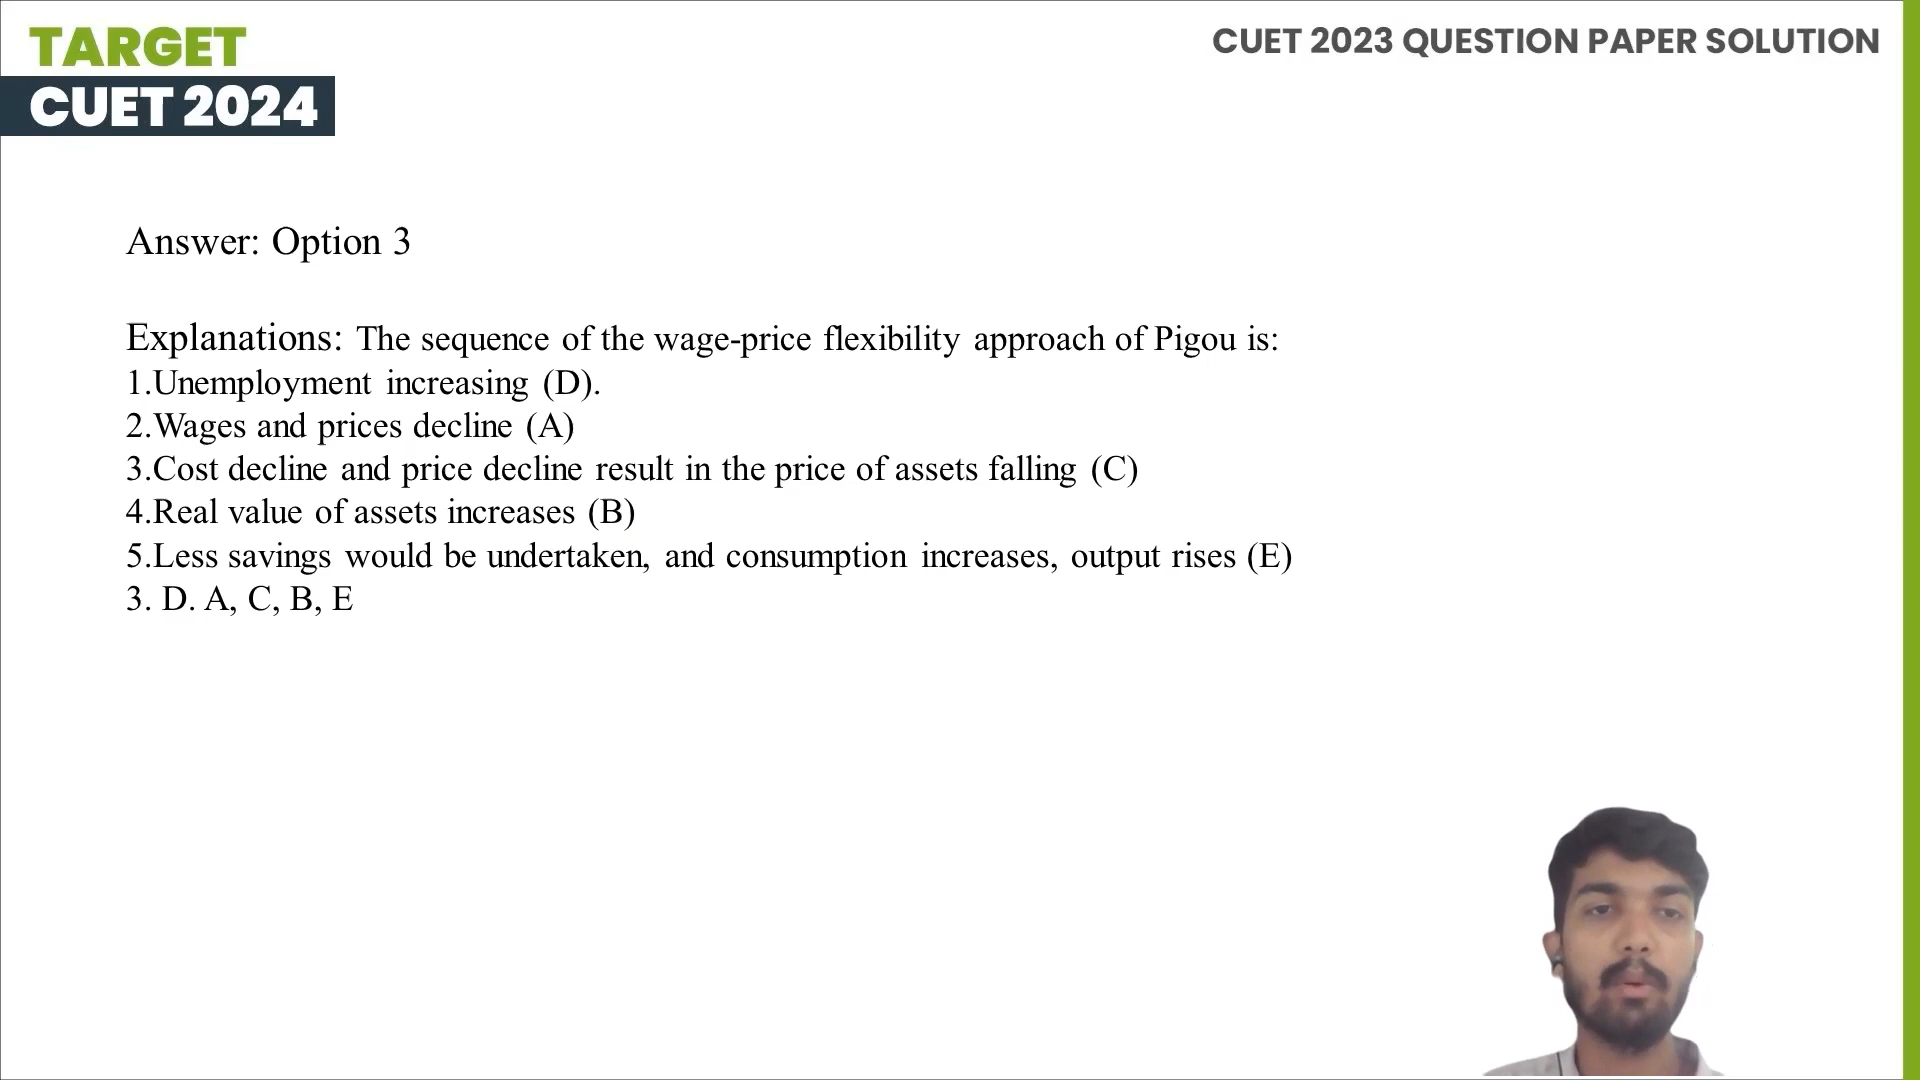 TARGET
CUET 2024
CUET 2023 QUESTION PAPER SOLUTION
Answer: Option 3
Explanations: The sequence of the wage-price flexibility approach of Pigou is:
1.Unemployment increasing (D).
2.Wages and prices decline (A)
3.Cost decline and price decline result in the price of assets falling (C)
4.Real value of assets increases (B)
5.Less savings would be undertaken, and consumption increases, output rises (E)
3. D. A, C, B, E